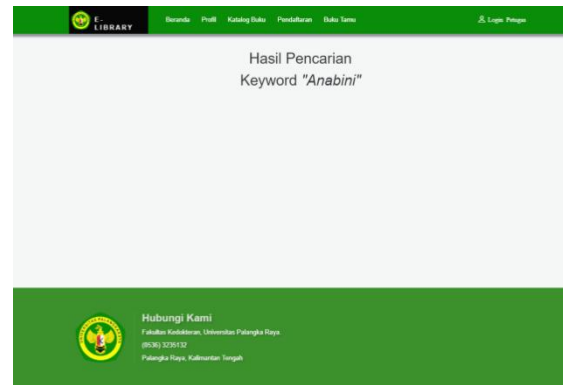 E-
LIBRARY
Beranda Profil Katalog Buku Pendaftaran Buku Tamu
Login Petugas
Hasil Pencarian
Keyword "Anabini"
Hubungi Kami
Fakultas Kedokteran, Universitas Palangka Raya
(0536) 3235132
Palangka Raya, Kalimantan Tengah